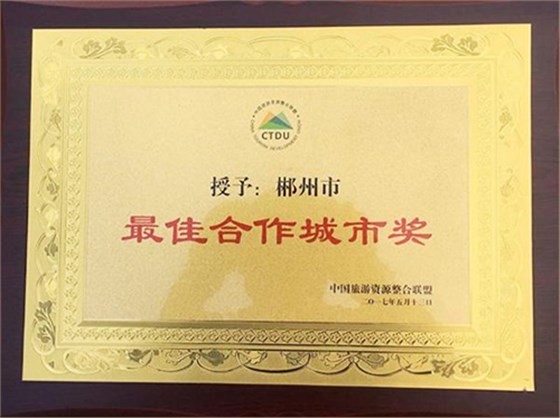 CTDU
授予：郴州市
最佳合作城市奖
中国旅游资源整合联盟
二〇一七年五月十三日